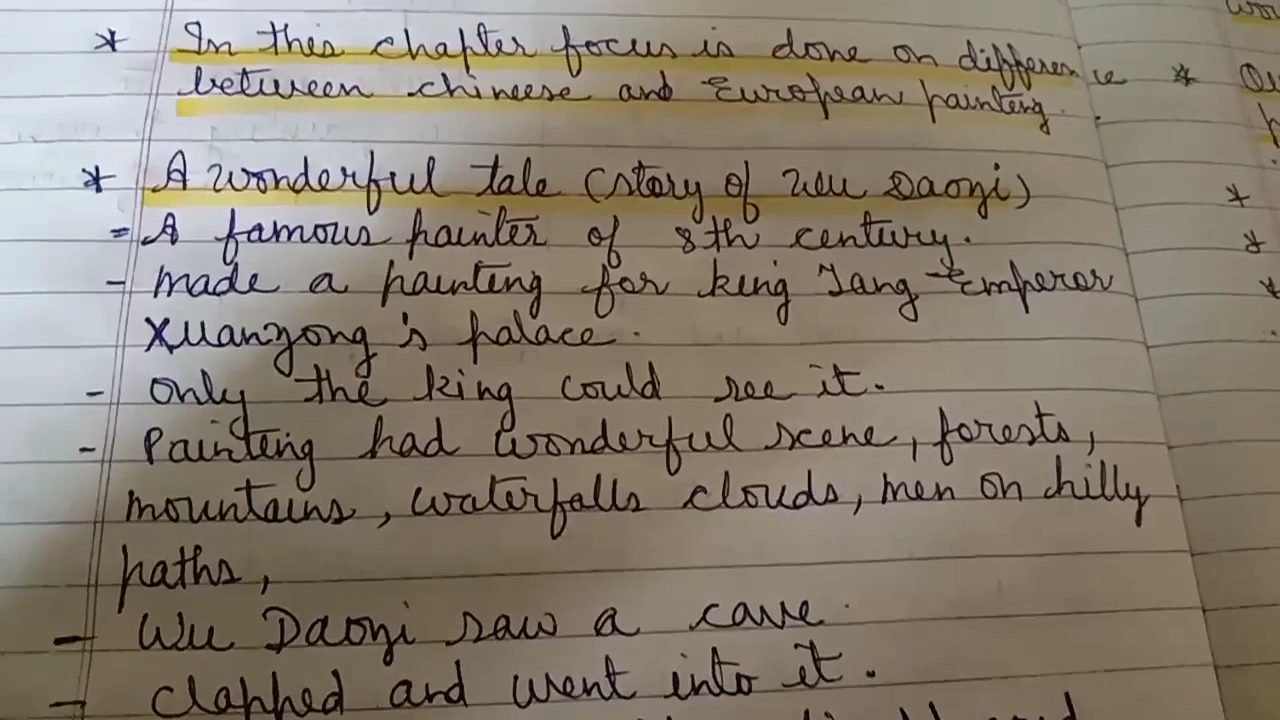 * In this chapter focus is done on difference
between chineese and European painting.
* A wonderful tale (story of Wu Daozi)
= A famous painter of 8th century.
- made a painting for king Tang Emperor
Xuanzong's palace.
- only the king could see it.
- Painting had wonderful scene, forests,
mountains, waterfalls clouds, men on hilly
paths,
- Wu Daozi saw a cave.
- clapped and went into it.